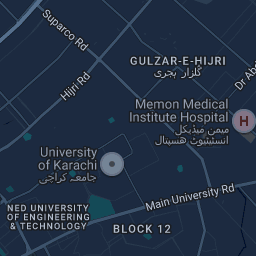 Suparco Rd
GULZAR-E-HIJRI
گلزار ہجری
Hijri Rd
Memon Medical
Institute Hospital
میمن میڈیکل
انسٹیٹیوٹ ہسپتال
H
University
of Karachi
جامعہ کراچی
Main University Rd
NED UNIVERSITY
OF ENGINEERING
& TECHNOLOGY
BLOCK 12